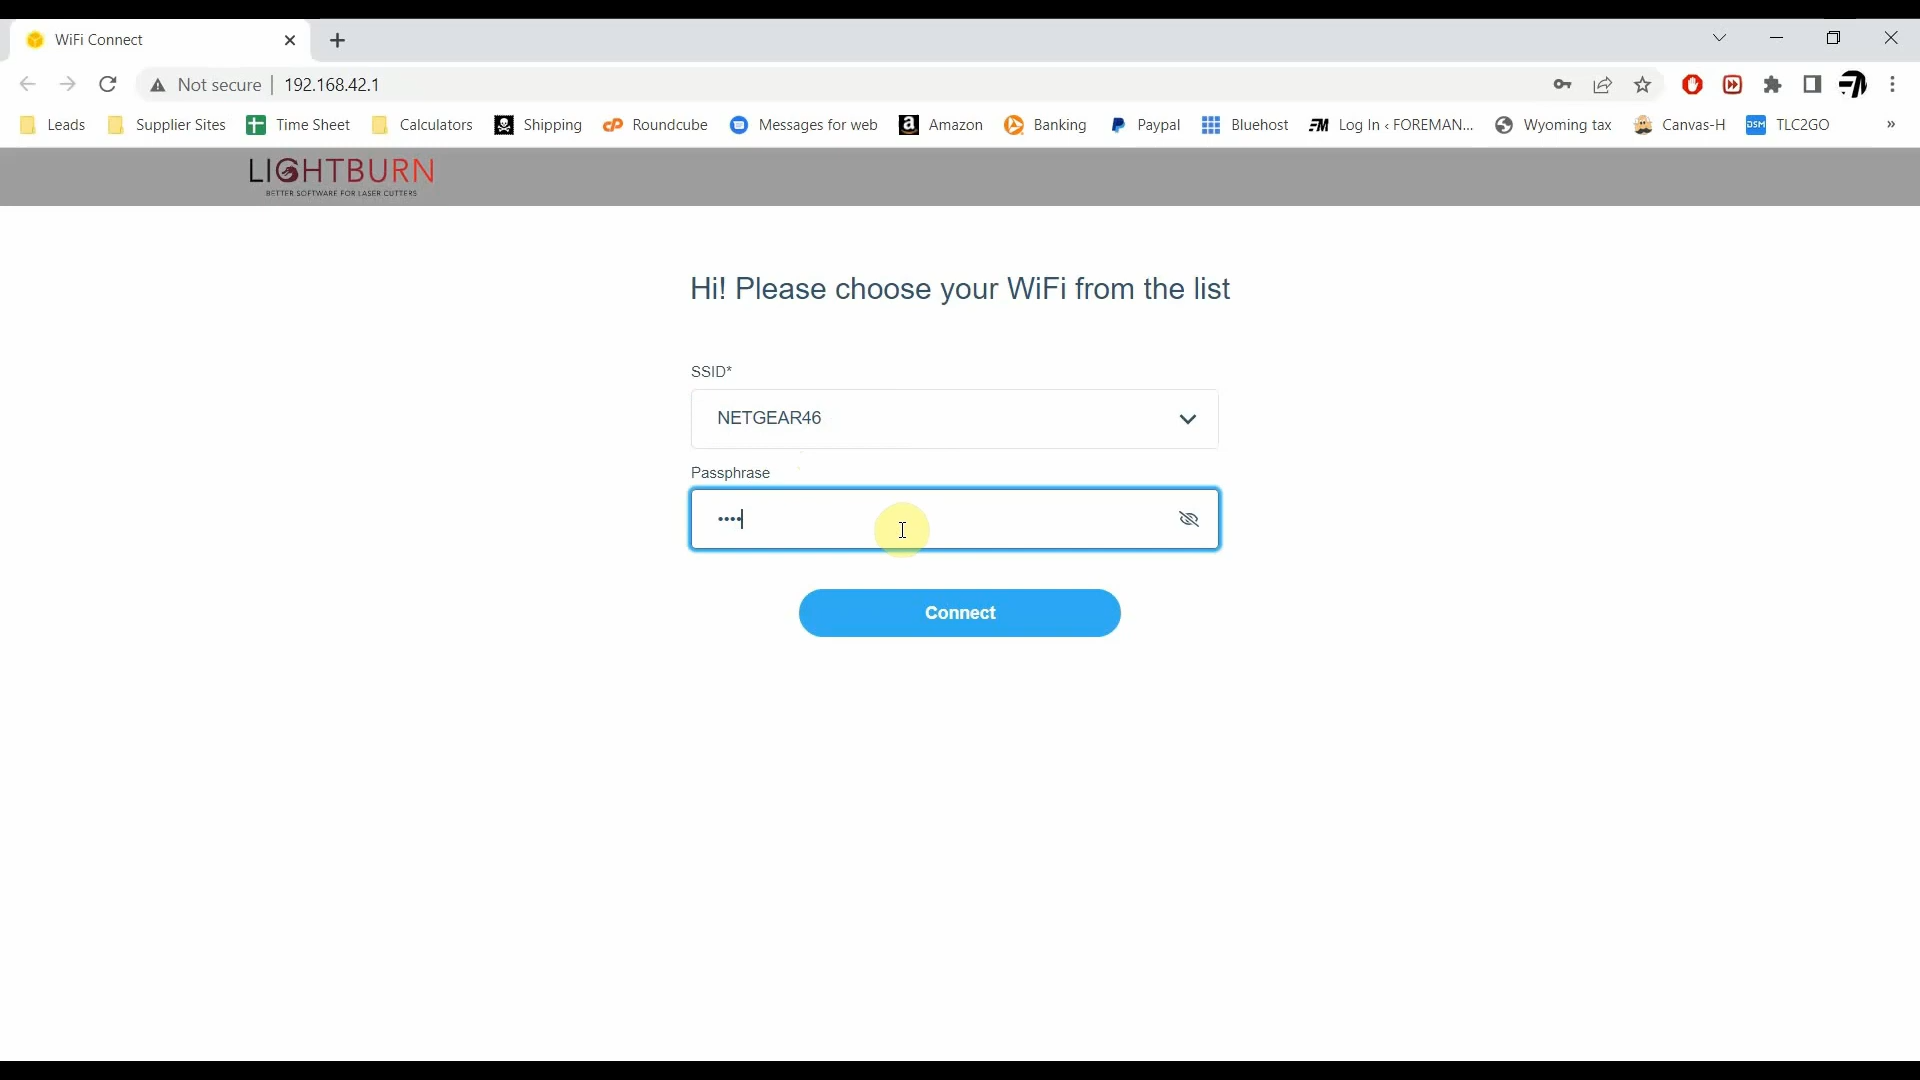 WiFi Connect
Not secure | 192.168.42.1
Leads Supplier Sites Time Sheet Calculators Shipping Roundcube Messages for web Amazon Banking Paypal Bluehost Log In ‹ FOREMAN... Wyoming tax Canvas-H DSM TLC2GO »
LIGHTBURN
BETTER SOFTWARE FOR LASER CUTTERS
Hi! Please choose your WiFi from the list
SSID*
NETGEAR46
Passphrase
••••
Connect